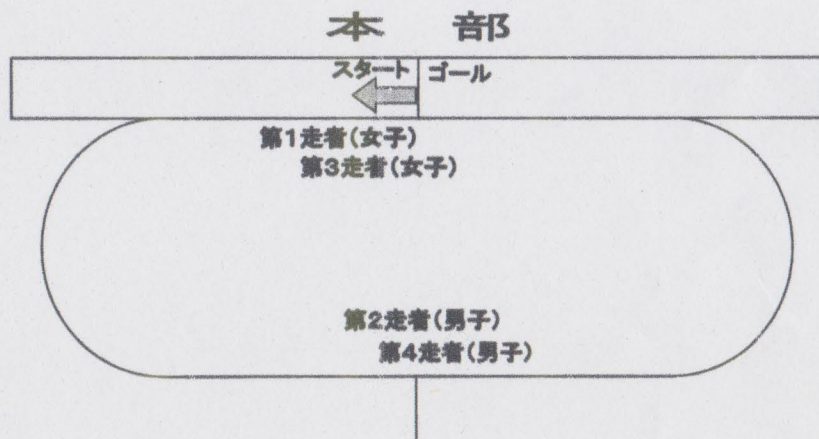 本部
スタート ゴール
第1走者(女子)
第3走者(女子)
第2走者(男子)
第4走者(男子)